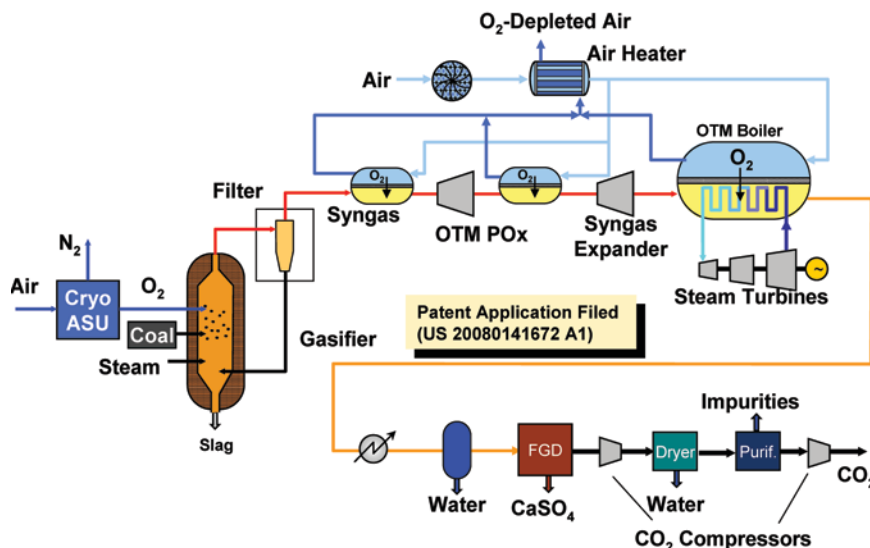 O2-Depleted Air
Air Heater
Air
OTM Boiler
O2
O2
O2
Filter
Syngas
OTM POx
Syngas
Expander
Steam Turbines
~
N2
Air
O2
Cryo
ASU
Coal
Steam
Gasifier
Slag
Patent Application Filed
(US 20080141672 A1)
Impurities
FGD
Dryer
Purif.
CO2
Water
CaSO4
Water
CO2 Compressors